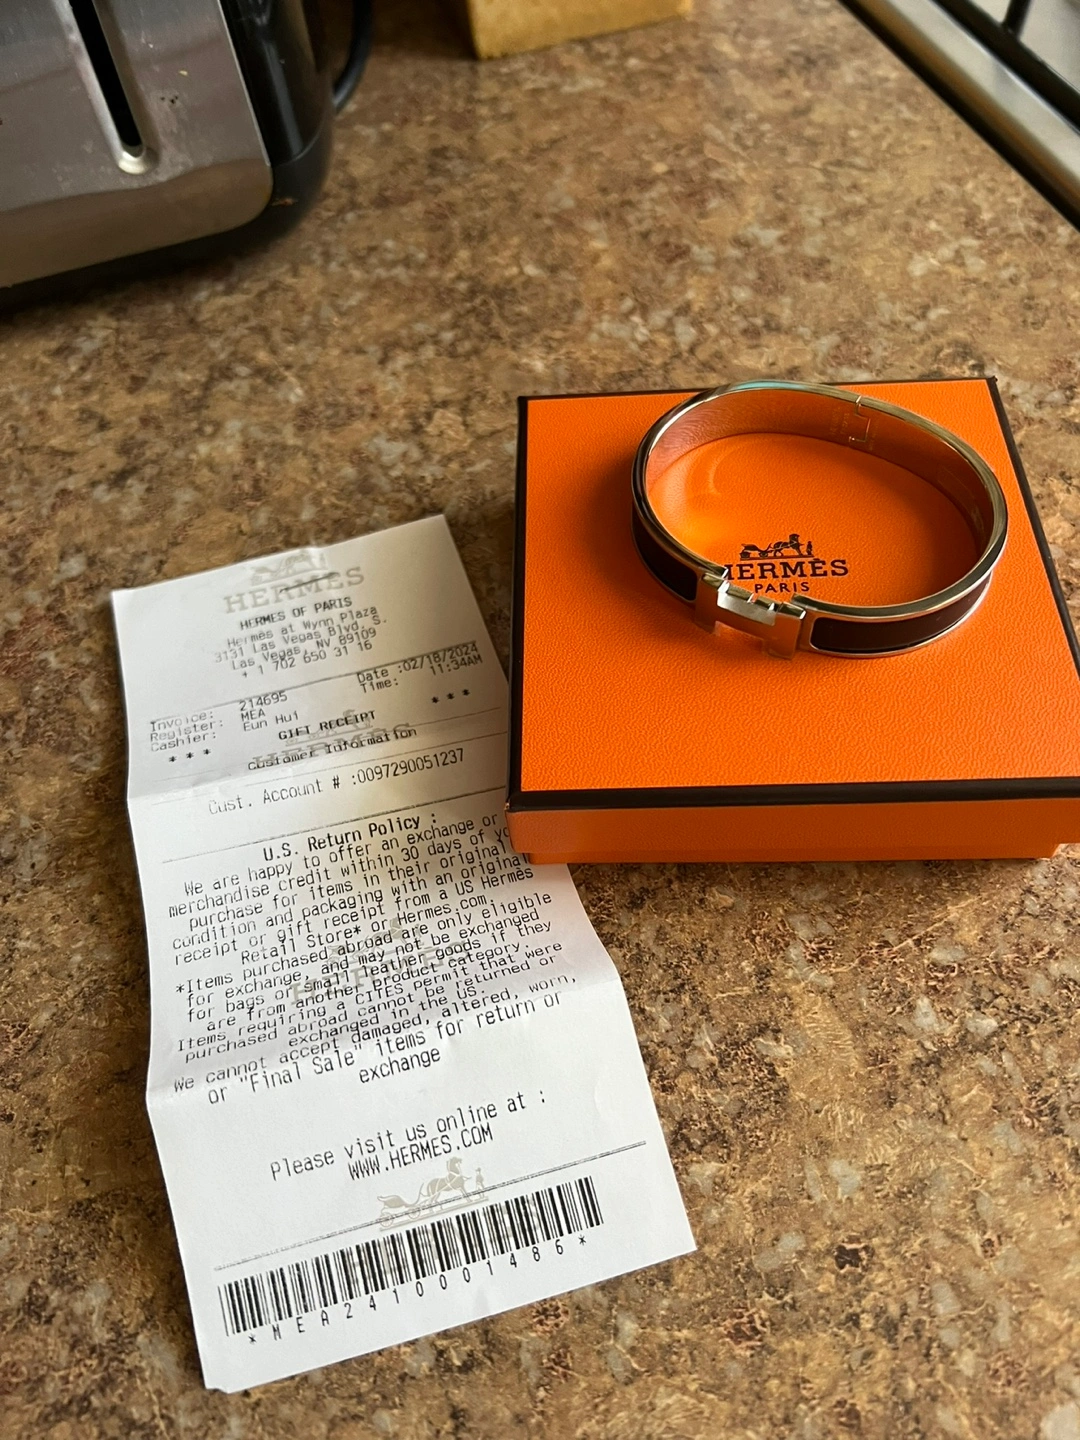 HERMES
HERMES OF PARIS
Hermes at Wynn Plaza
3131 Las Vegas Blvd. S.
Las Vegas, NV 89109
+ 1 702 650 31 16
Date :02/18/2024
Invoice: 214695 Time: 11:34AM
Register: MEA
Cashier: Eun Hui
* * * GIFT RECEIPT * * *
Customer Information
Cust. Account # :0097290051237
U.S. Return Policy :
We are happy to offer an exchange or
merchandise credit within 30 days of
purchase for items in their original
condition and packaging with an original
receipt or gift receipt from a US Hermès
Retail Store* or Hermes.com.
*Items purchased abroad are only eligible
for exchange, and may not be exchanged
for bags or small leather goods if they
are from another product category.
Items requiring a CITES permit that were
purchased abroad cannot be returned or
exchanged in the US.
We cannot accept damaged, altered, worn,
or "Final Sale" items for return or
exchange
Please visit us online at :
WWW.HERMES.COM
*MEA2410001486*
HERMÈS
PARIS